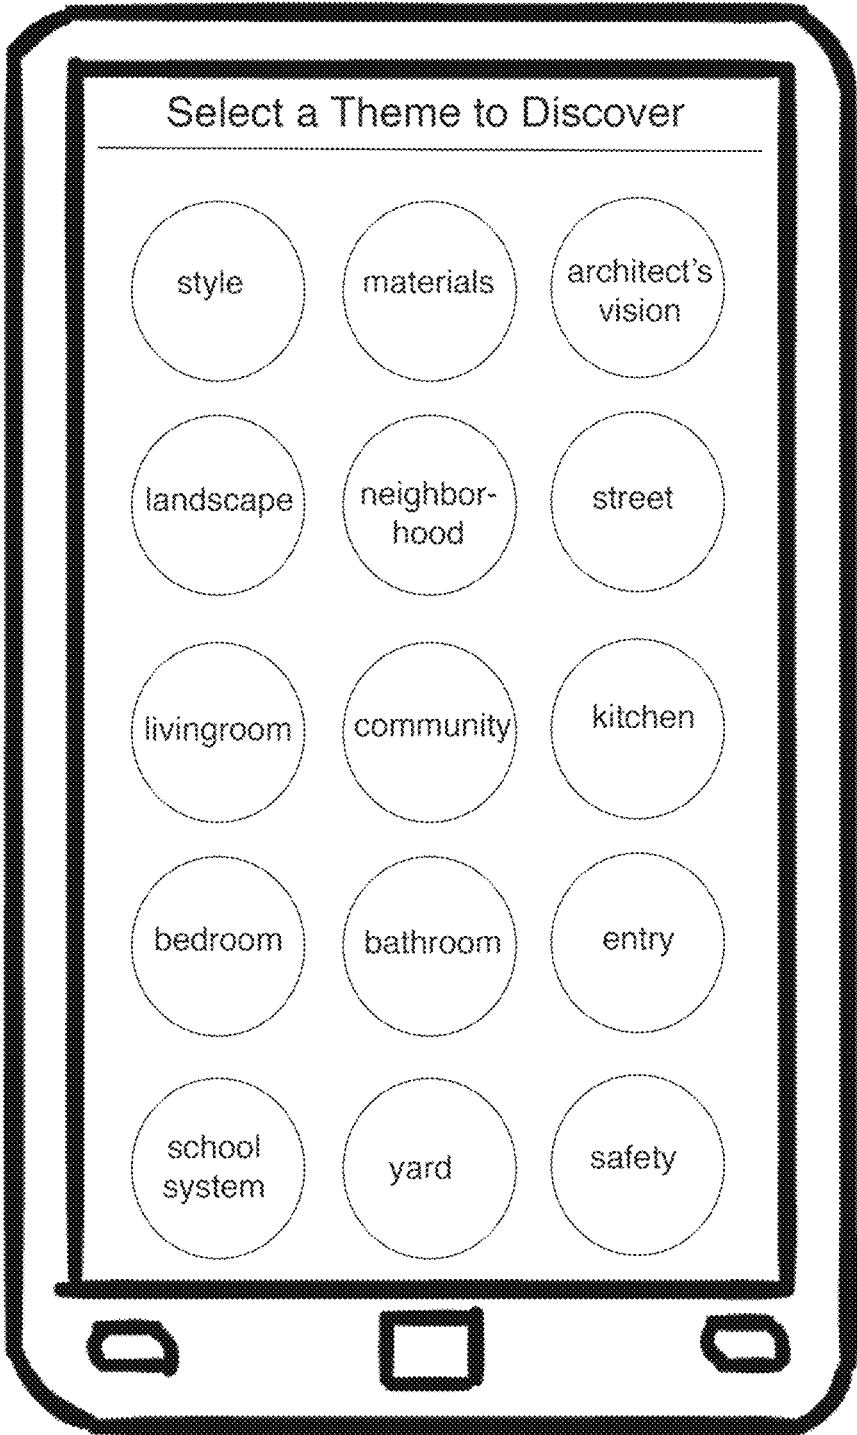 Select a Theme to Discover
style
materials
architect's
vision
landscape
neighbor-
hood
street
livingroom
community
kitchen
bedroom
bathroom
entry
school
system
yard
safety